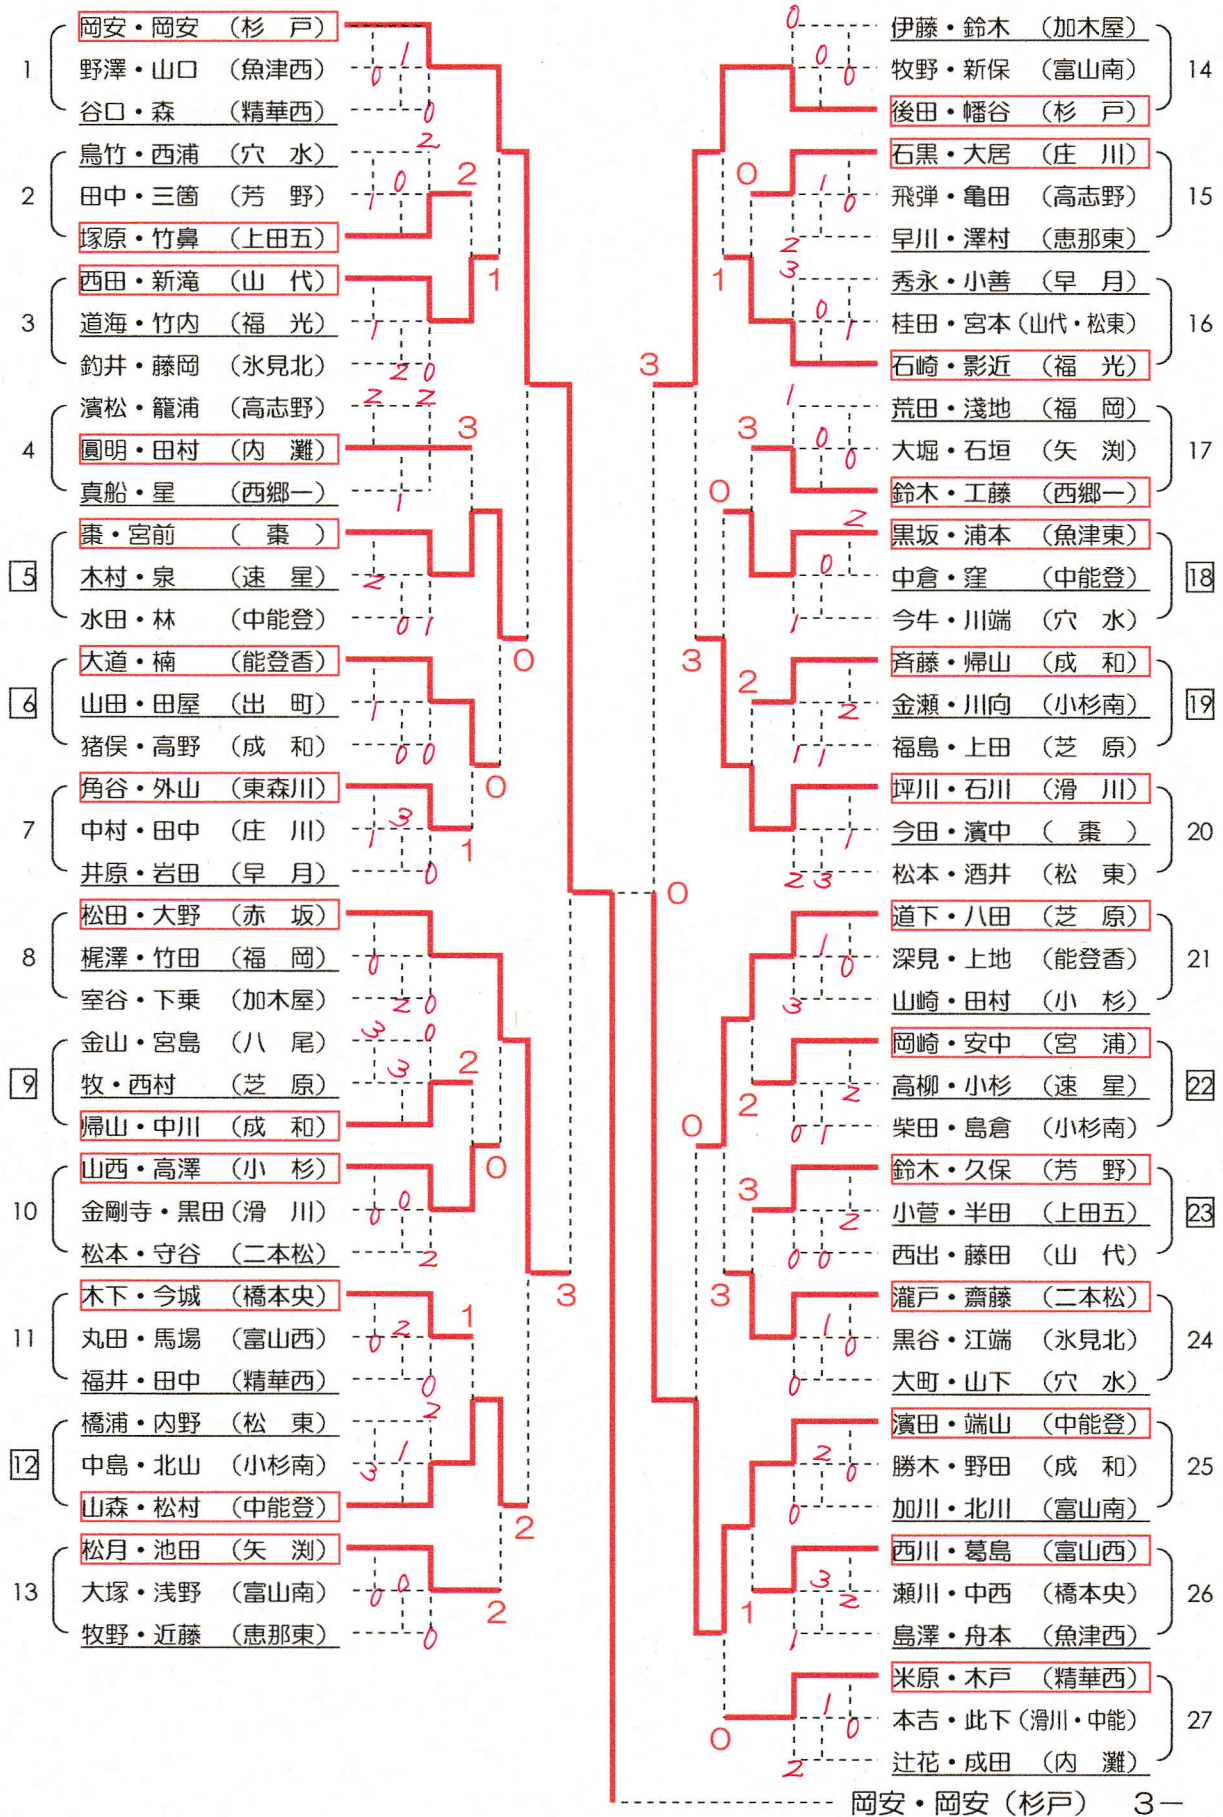 1
岡安・岡安 （杉　戸）
野澤・山口 （魚津西）
谷口・森 （精華西）
2
鳥竹・西浦 （穴　水）
田中・三箇 （芳　野）
塚原・竹鼻 （上田五）
3
西田・新滝 （山　代）
道海・竹内 （福　光）
釣井・藤岡 （氷見北）
4
濱松・籠浦 （高志野）
圓明・田村 （内　灘）
真船・星 （西郷一）
5
棗・宮前 （　棗　）
木村・泉 （速　星）
水田・林 （中能登）
6
大道・楠 （能登香）
山田・田屋 （出　町）
猪俣・高野 （成　和）
7
角谷・外山 （東森川）
中村・田中 （庄　川）
井原・岩田 （早　月）
8
松田・大野 （赤　坂）
梶澤・竹田 （福　岡）
室谷・下乗 （加木屋）
9
金山・宮島 （八　尾）
牧・西村 （芝　原）
帰山・中川 （成　和）
10
山西・高澤 （小　杉）
金剛寺・黒田 （滑　川）
松本・守谷 （二本松）
11
木下・今城 （橋本央）
丸田・馬場 （富山西）
福井・田中 （精華西）
12
橋浦・内野 （松　東）
中島・北山 （小杉南）
山森・松村 （中能登）
13
松月・池田 （矢　渕）
大塚・浅野 （富山南）
牧野・近藤 （恵那東）
14
伊藤・鈴木 （加木屋）
牧野・新保 （富山南）
後田・幡谷 （杉　戸）
15
石黒・大居 （庄　川）
飛弾・亀田 （高志野）
早川・澤村 （恵那東）
16
秀永・小善 （早　月）
桂田・宮本 （山代・松東）
石崎・影近 （福　光）
17
荒田・淺地 （福　岡）
大堀・石垣 （矢　渕）
鈴木・工藤 （西郷一）
18
黒坂・浦本 （魚津東）
中倉・窪 （中能登）
今牛・川端 （穴　水）
19
斉藤・帰山 （成　和）
金瀬・川向 （小杉南）
福島・上田 （芝　原）
20
坪川・石川 （滑　川）
今田・濱中 （　棗　）
松本・酒井 （松　東）
21
道下・八田 （芝　原）
深見・上地 （能登香）
山崎・田村 （小　杉）
22
岡崎・安中 （宮　浦）
高柳・小杉 （速　星）
柴田・島倉 （小杉南）
23
鈴木・久保 （芳　野）
小菅・半田 （上田五）
西出・藤田 （山　代）
24
瀧戸・齋藤 （二本松）
黒谷・江端 （氷見北）
大町・山下 （穴　水）
25
濱田・端山 （中能登）
勝木・野田 （成　和）
加川・北川 （富山南）
26
西川・葛島 （富山西）
瀬川・中西 （橋本央）
島澤・舟本 （魚津西）
27
米原・木戸 （精華西）
本吉・此下 （滑川・中能）
辻花・成田 （内　灘）
岡安・岡安（杉戸）　3－